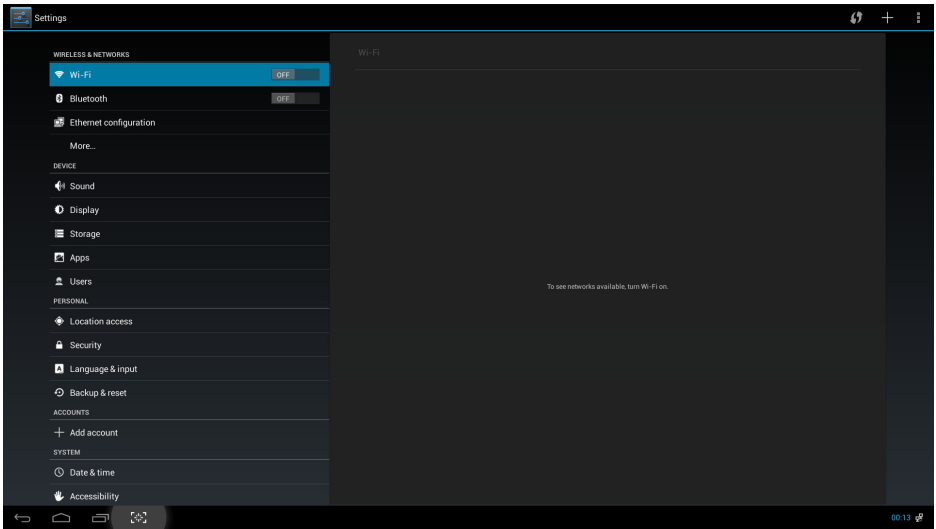 Settings
WIRELESS & NETWORKS
Wi-Fi OFF
Bluetooth OFF
Ethernet configuration
More...
DEVICE
Sound
Display
Storage
Apps
Users
PERSONAL
Location access
Security
A Language & input
Backup & reset
ACCOUNTS
Add account
SYSTEM
Date & time
Accessibility
Wi-Fi
To see networks available, turn Wi-Fi on.
00:13